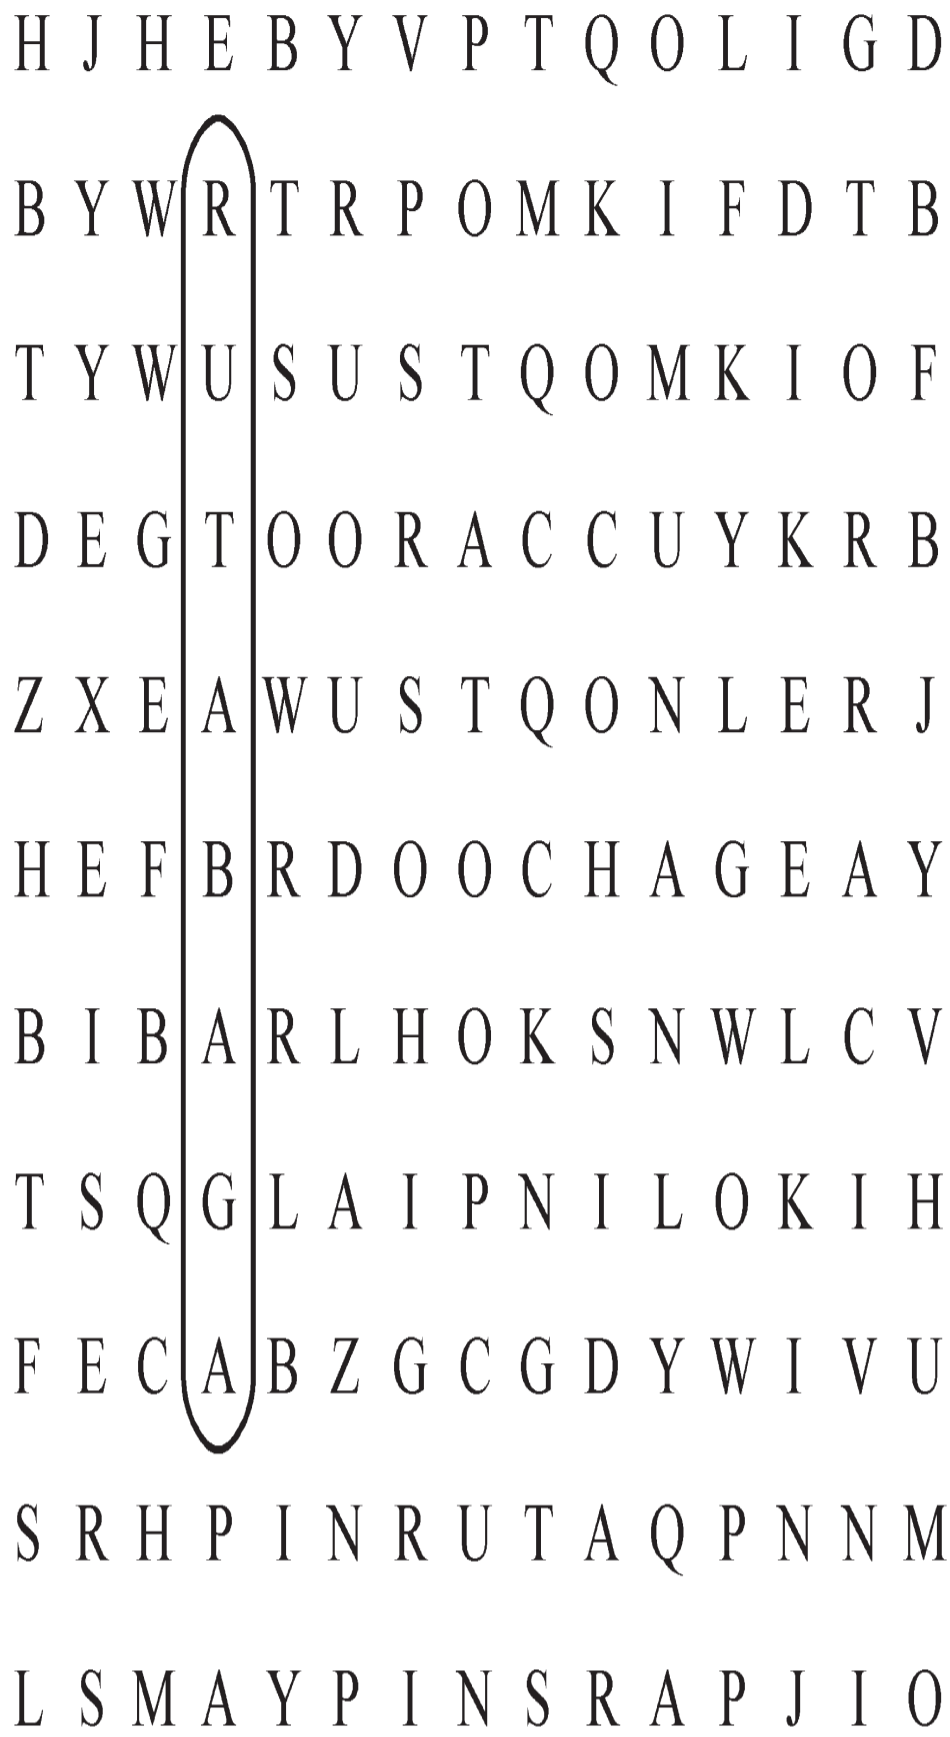 H J H E B Y V P T Q O L I G D
B Y W R T R P O M K I F D T B
T Y W U S U S T Q O M K I O F
D E G T O O R A C C U Y K R B
Z X E A W U S T Q O N L E R J
H E F B R D O O C H A G E A Y
B I B A R L H O K S N W L C V
T S Q G L A I P N I L O K I H
F E C A B Z G C G D Y W I V U
S R H P I N R U T A Q P N N M
L S M A Y P I N S R A P J I O